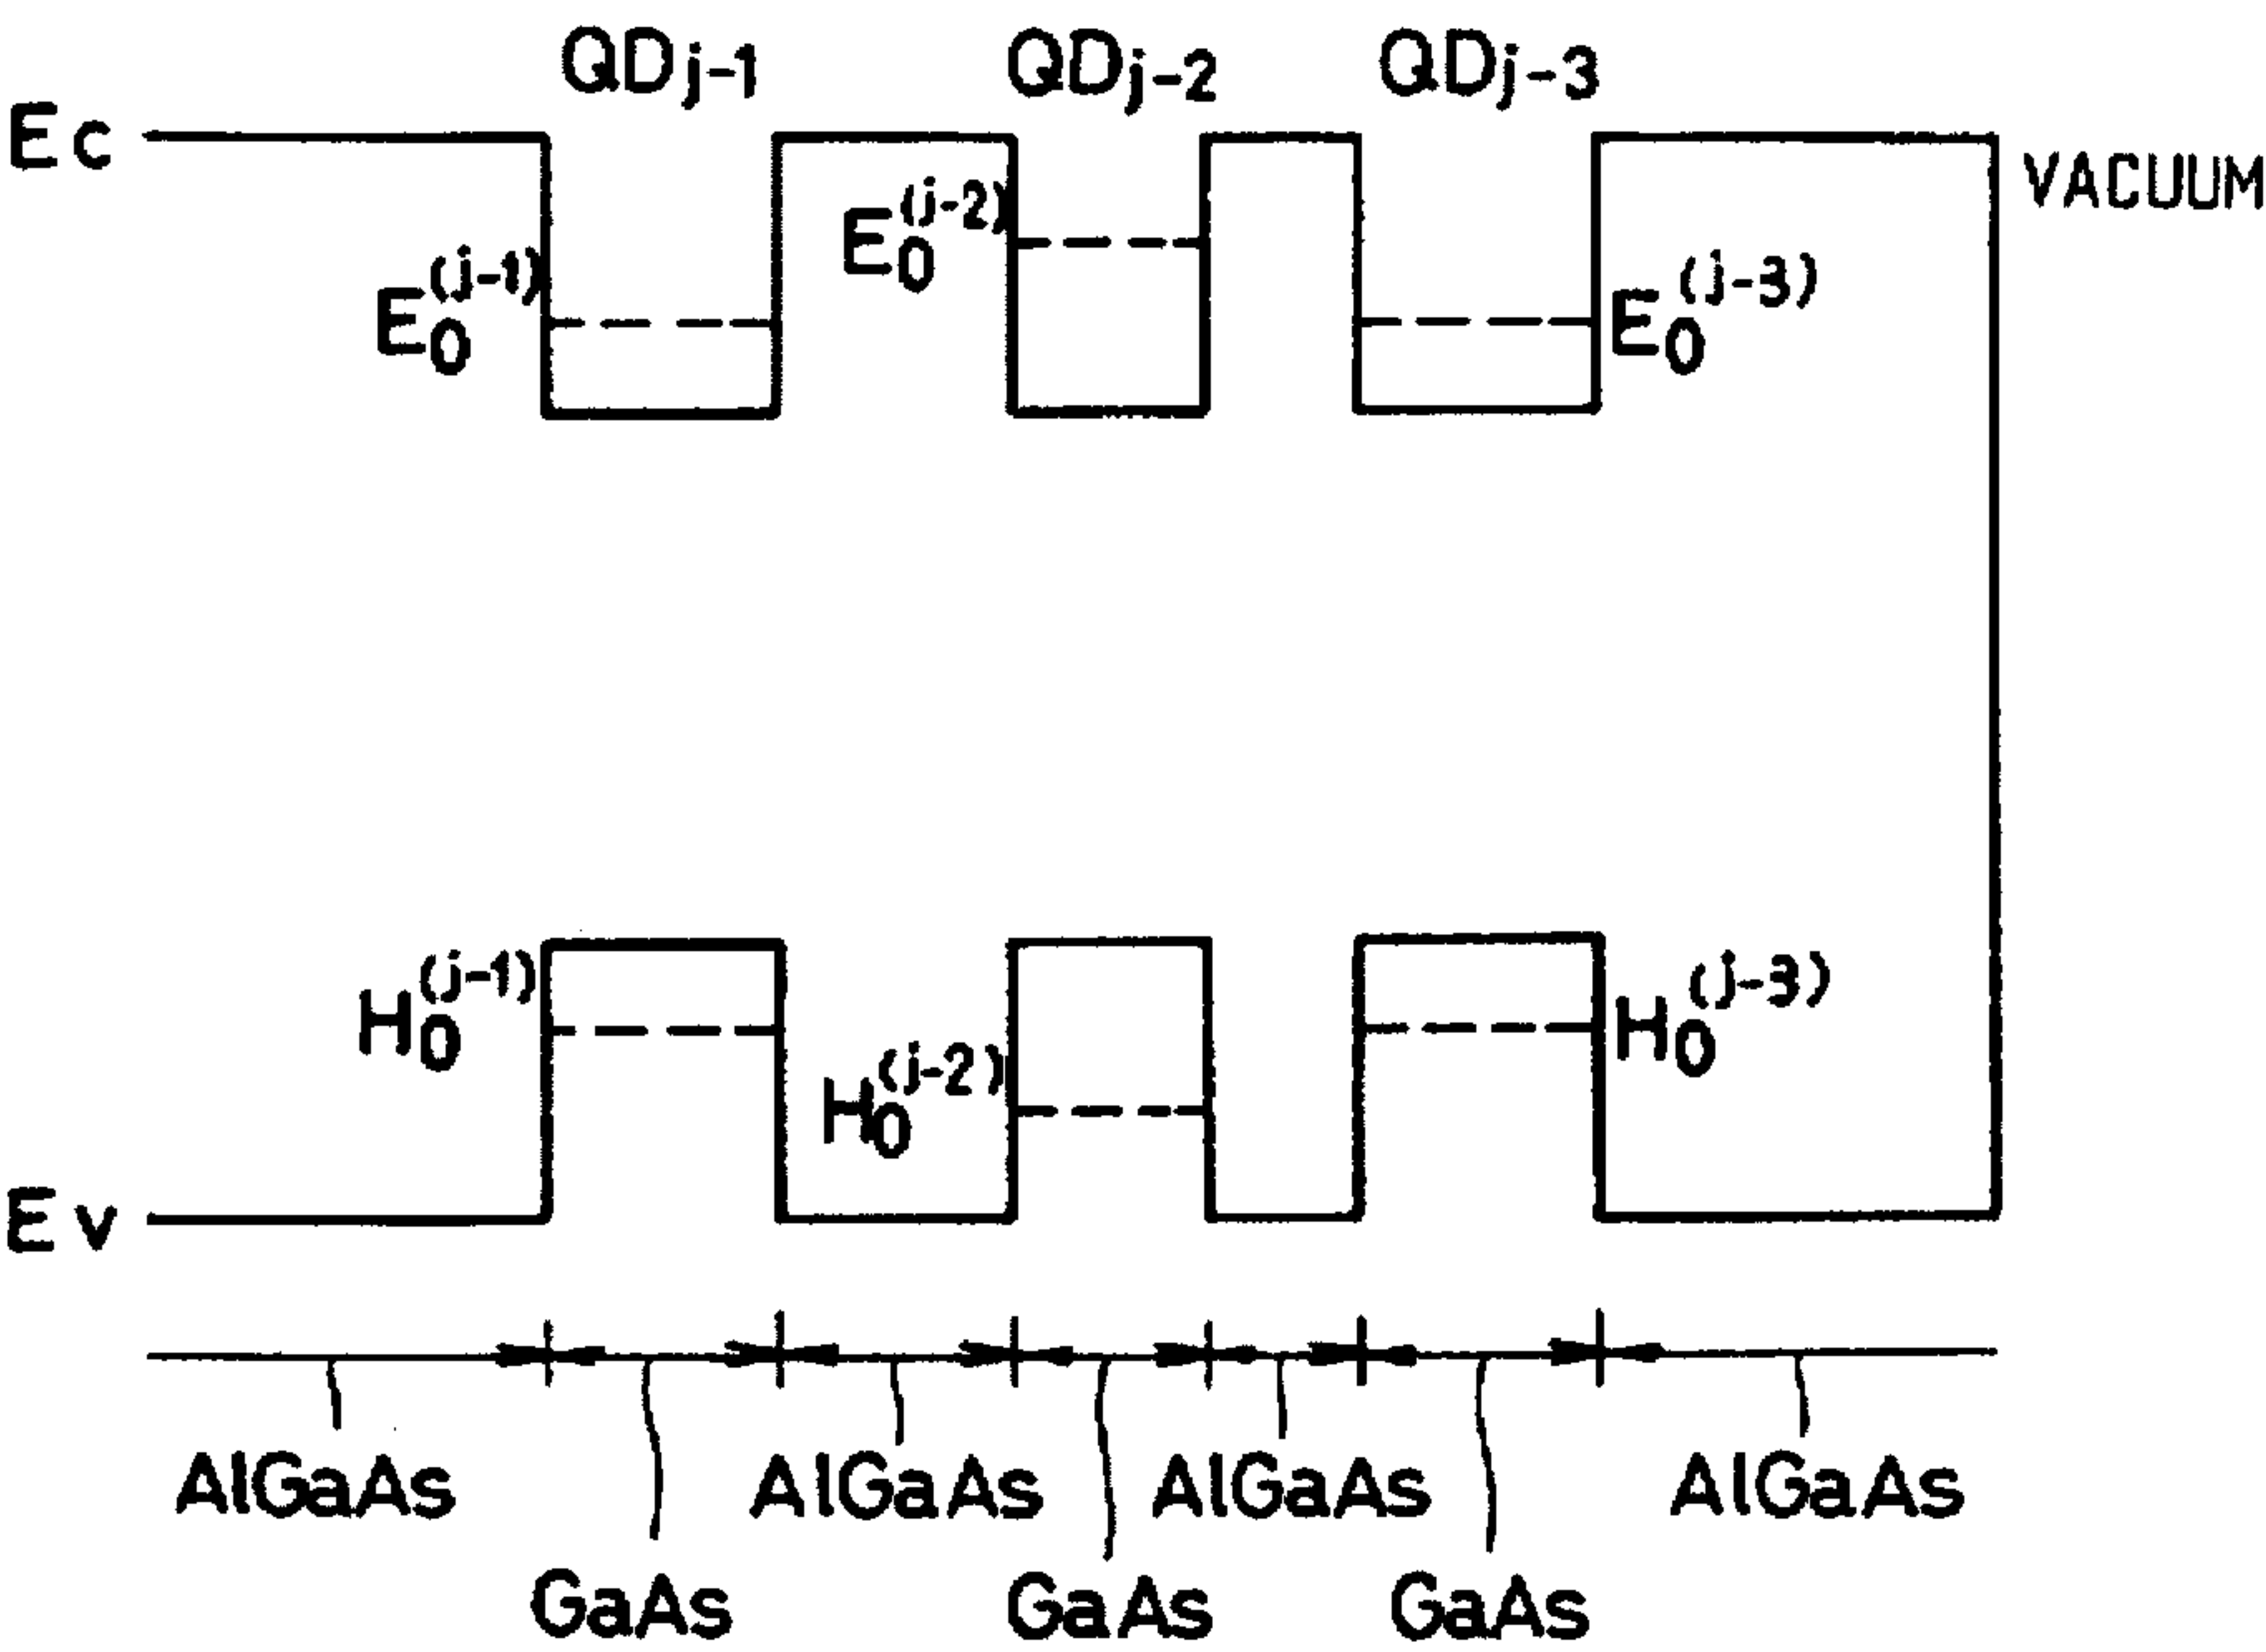 QDj-1 QDj-2 QDj-3
Ec VACUUM
E0(j-1) E0(j-2) E0(j-3)
H0(j-1) H0(j-2) H0(j-3)
Ev
AlGaAs AlGaAs AlGaAs AlGaAs
GaAs GaAs GaAs